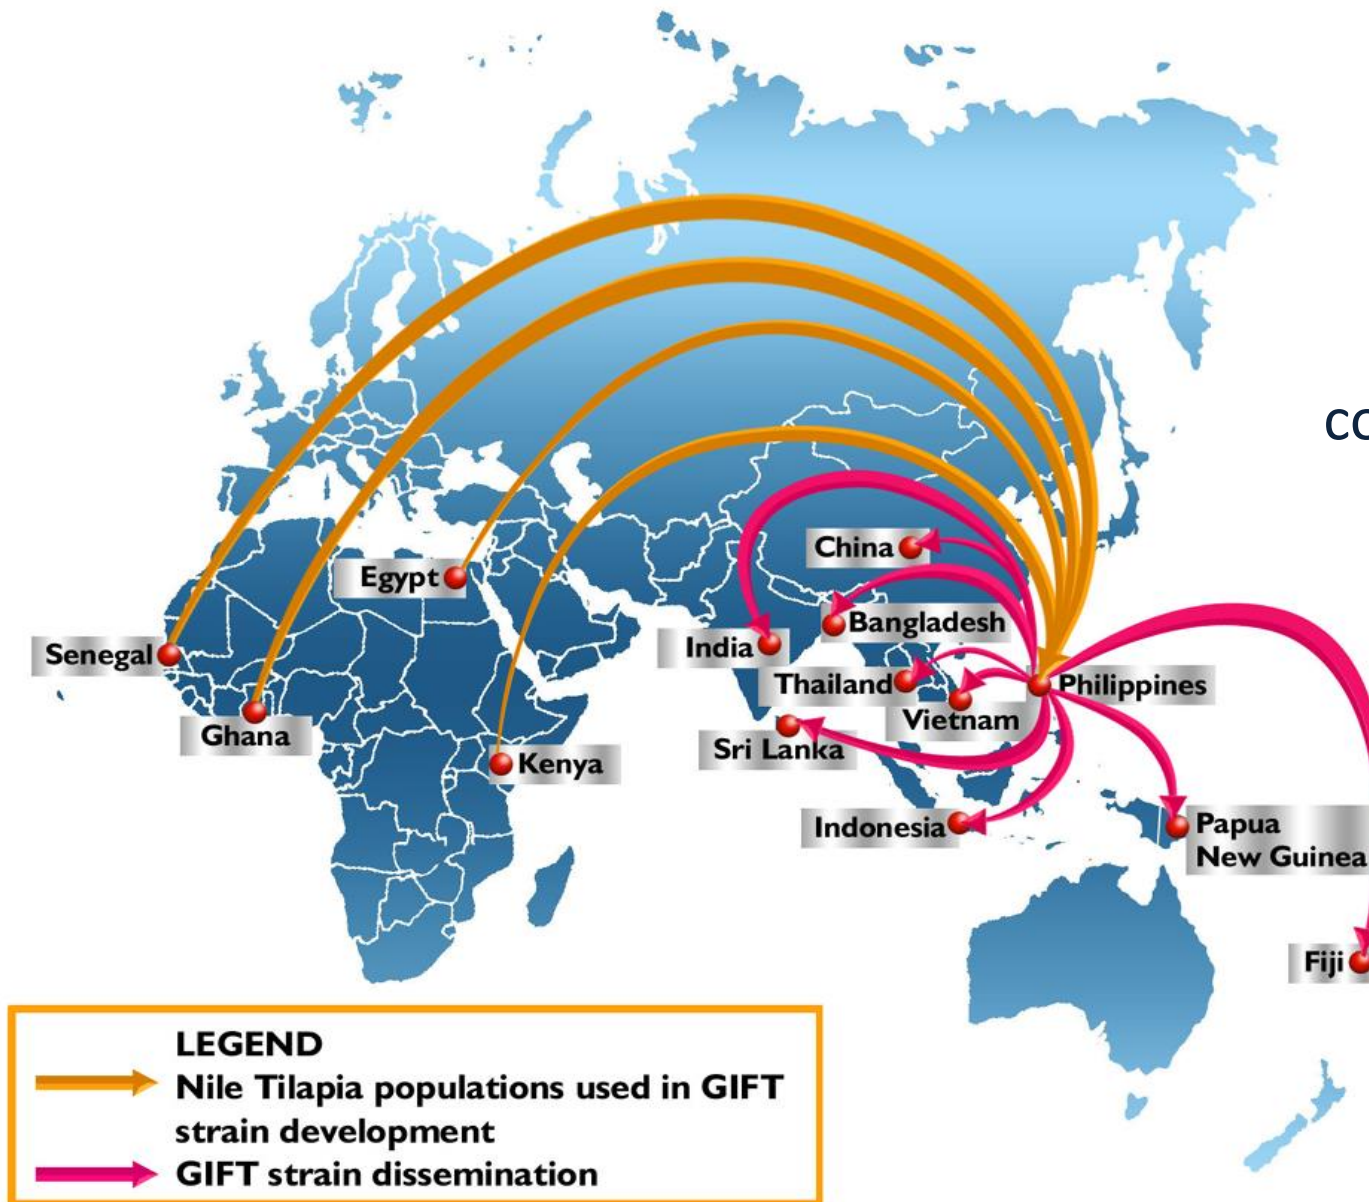 co
China
Egypt
Bangladesh
India
Senegal
Thailand
Philippines
Vietnam
Ghana
Sri Lanka
Kenya
Indonesia
Papua
New Guinea
Fiji
LEGEND
Nile Tilapia populations used in GIFT
strain development
GIFT strain dissemination